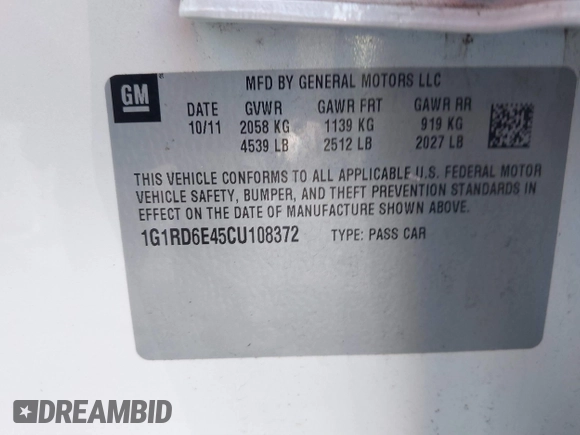 MFD BY GENERAL MOTORS LLC
GM
DATE GVWR GAWR FRT GAWR RR
10/11 2058 KG 1139 KG 919 KG
4539 LB 2512 LB 2027 LB
THIS VEHICLE CONFORMS TO ALL APPLICABLE U.S. FEDERAL MOTOR
VEHICLE SAFETY, BUMPER, AND THEFT PREVENTION STANDARDS IN
EFFECT ON THE DATE OF MANUFACTURE SHOWN ABOVE.
1G1RD6E45CU108372 TYPE: PASS CAR
DREAMBID